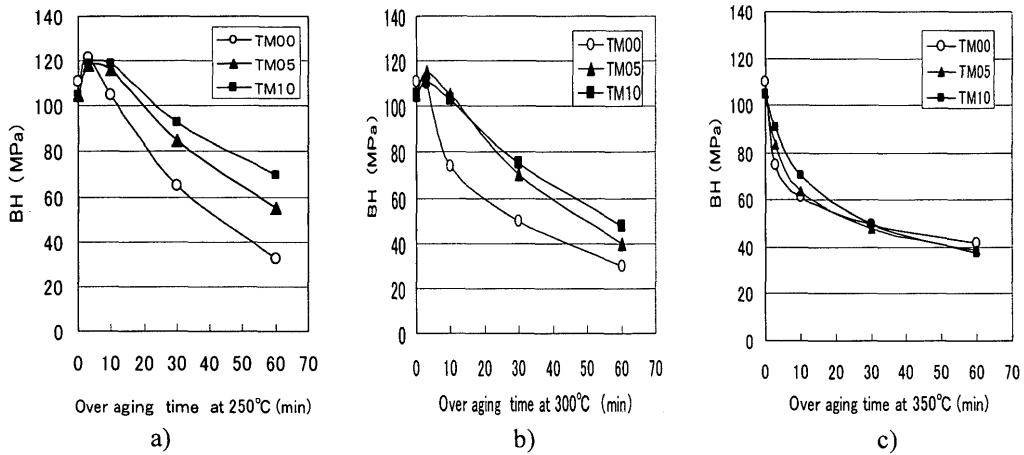 140
120
100
80
60
40
20
0
BH (MPa)
TM00
TM05
TM10
0 10 20 30 40 50 60 70
Over aging time at 250℃ (min)
a)
140
120
100
80
60
40
20
0
BH (MPa)
TM00
TM05
TM10
0 10 20 30 40 50 60 70
Over aging time at 300℃ (min)
b)
140
120
100
80
60
40
20
0
BH (MPa)
TM00
TM05
TM10
0 10 20 30 40 50 60 70
Over aging time at 350℃ (min)
c)